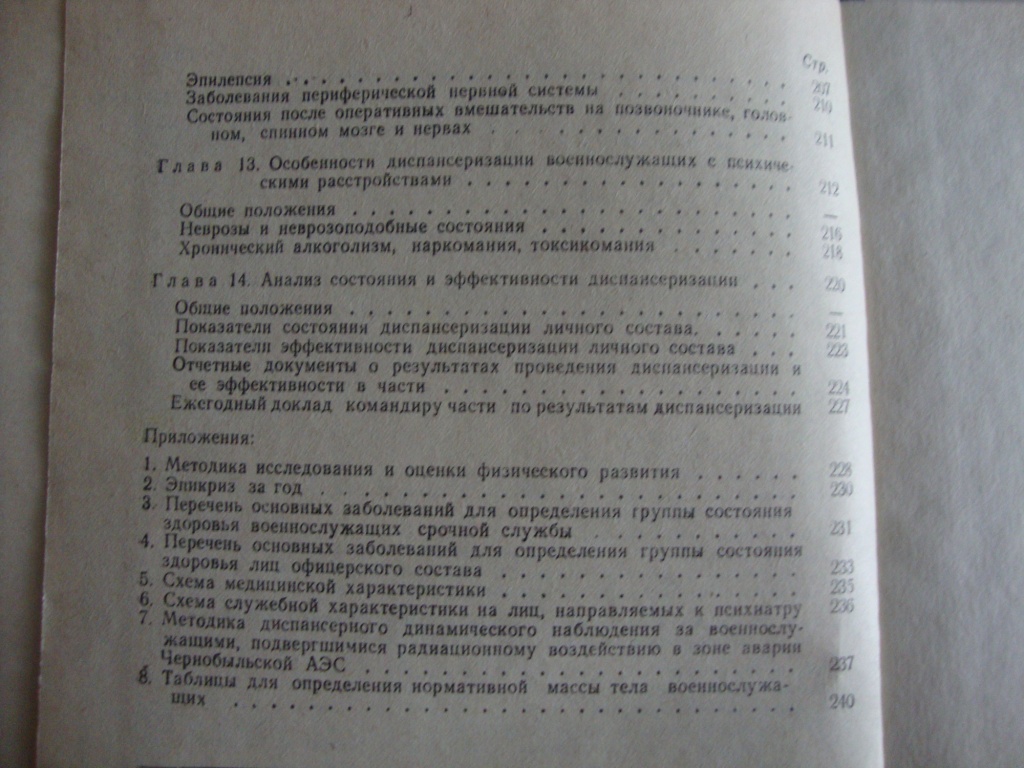 Стр.
Эпилепсия . . . . . . . . . . . . . . . . . . . . . . 207
Заболевания периферической нервной системы . . . . . . . . 210
Состояния после оперативных вмешательств на позвоночнике, голов-
ном, спинном мозге и нервах . . . . . . . . . . . . . 211
Глава 13. Особенности диспансеризации военнослужащих с психиче-
скими расстройствами . . . . . . . . . . . . . . 212
Общие положения . . . . . . . . . . . . . . . . . . . —
Неврозы и неврозоподобные состояния . . . . . . . . . . . 216
Хронический алкоголизм, наркомания, токсикомания . . . . . . 218
Глава 14. Анализ состояния и эффективности диспансеризации . . . 220
Общие положения . . . . . . . . . . . . . . . . . . . —
Показатели состояния диспансеризации личного состава. . . . . . 221
Показатели эффективности диспансеризации личного состава . . . 223
Отчетные документы о результатах проведения диспансеризации и
ее эффективности в части . . . . . . . . . . . . . . . 224
Ежегодный доклад командиру части по результатам диспансеризации 227
Приложения:
1. Методика исследования и оценки физического развития . . . . . 228
2. Эпикриз за год . . . . . . . . . . . . . . . . . . . . 230
3. Перечень основных заболеваний для определения группы состояния
здоровья военнослужащих срочной службы . . . . . . . . . 231
4. Перечень основных заболеваний для определения группы состояния
здоровья лиц офицерского состава . . . . . . . . . . . . . 233
5. Схема медицинской характеристики . . . . . . . . . . . . . 235
6. Схема служебной характеристики на лиц, направляемых к психиатру 236
7. Методика диспансерного динамического наблюдения за военнослу-
жащими, подвергшимися радиационному воздействию в зоне аварии
Чернобыльской АЭС . . . . . . . . . . . . . . . . . . 237
8. Таблицы для определения нормативной массы тела военнослужа-
щих . . . . . . . . . . . . . . . . . . . . . . . 240